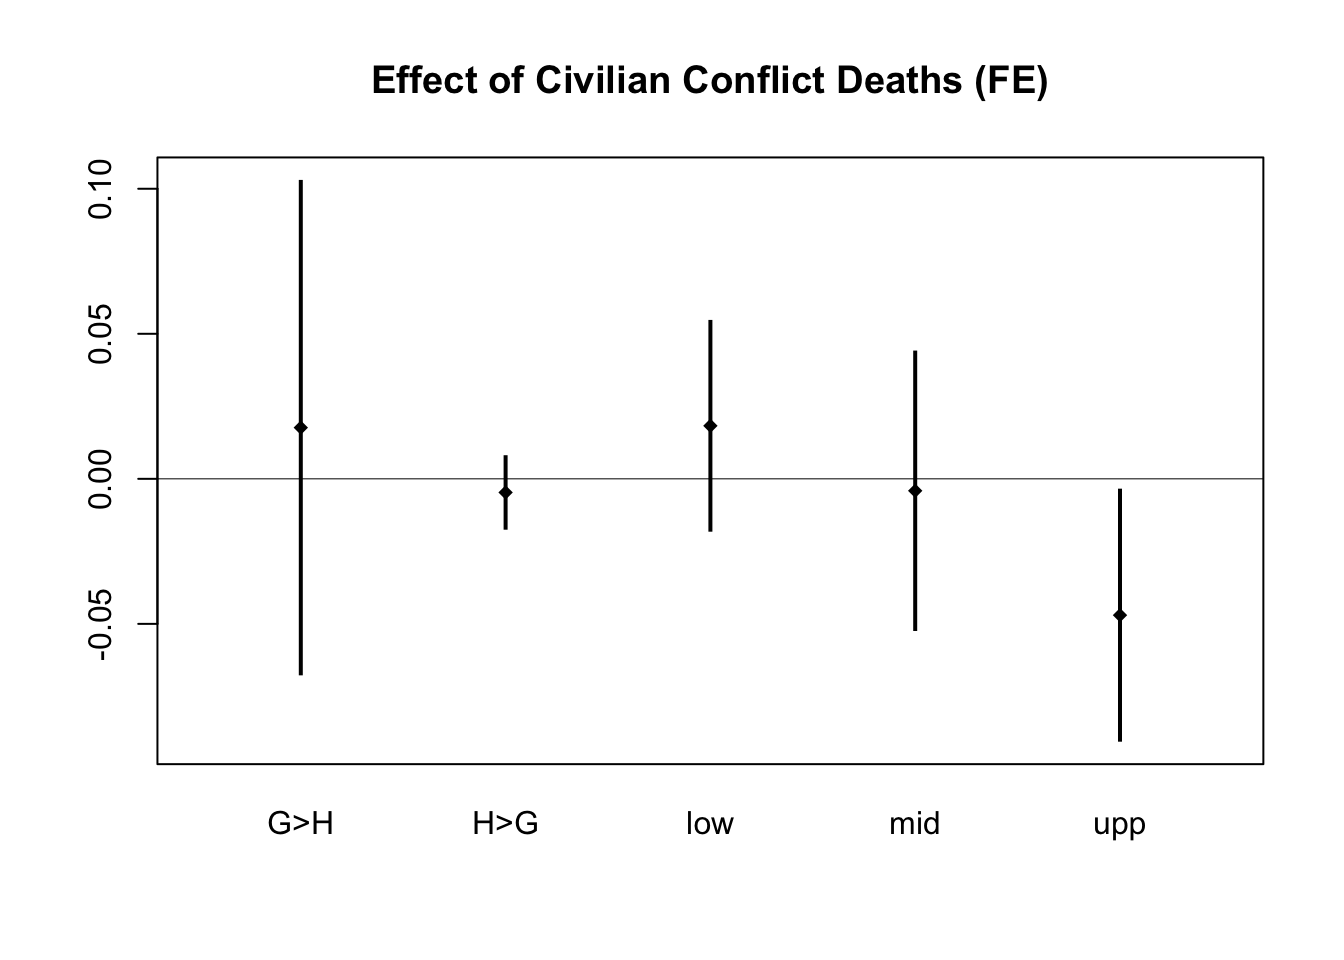 Effect of Civilian Conflict Deaths (FE)
0.10
0.05
0.00
-0.05
G>H H>G low mid upp